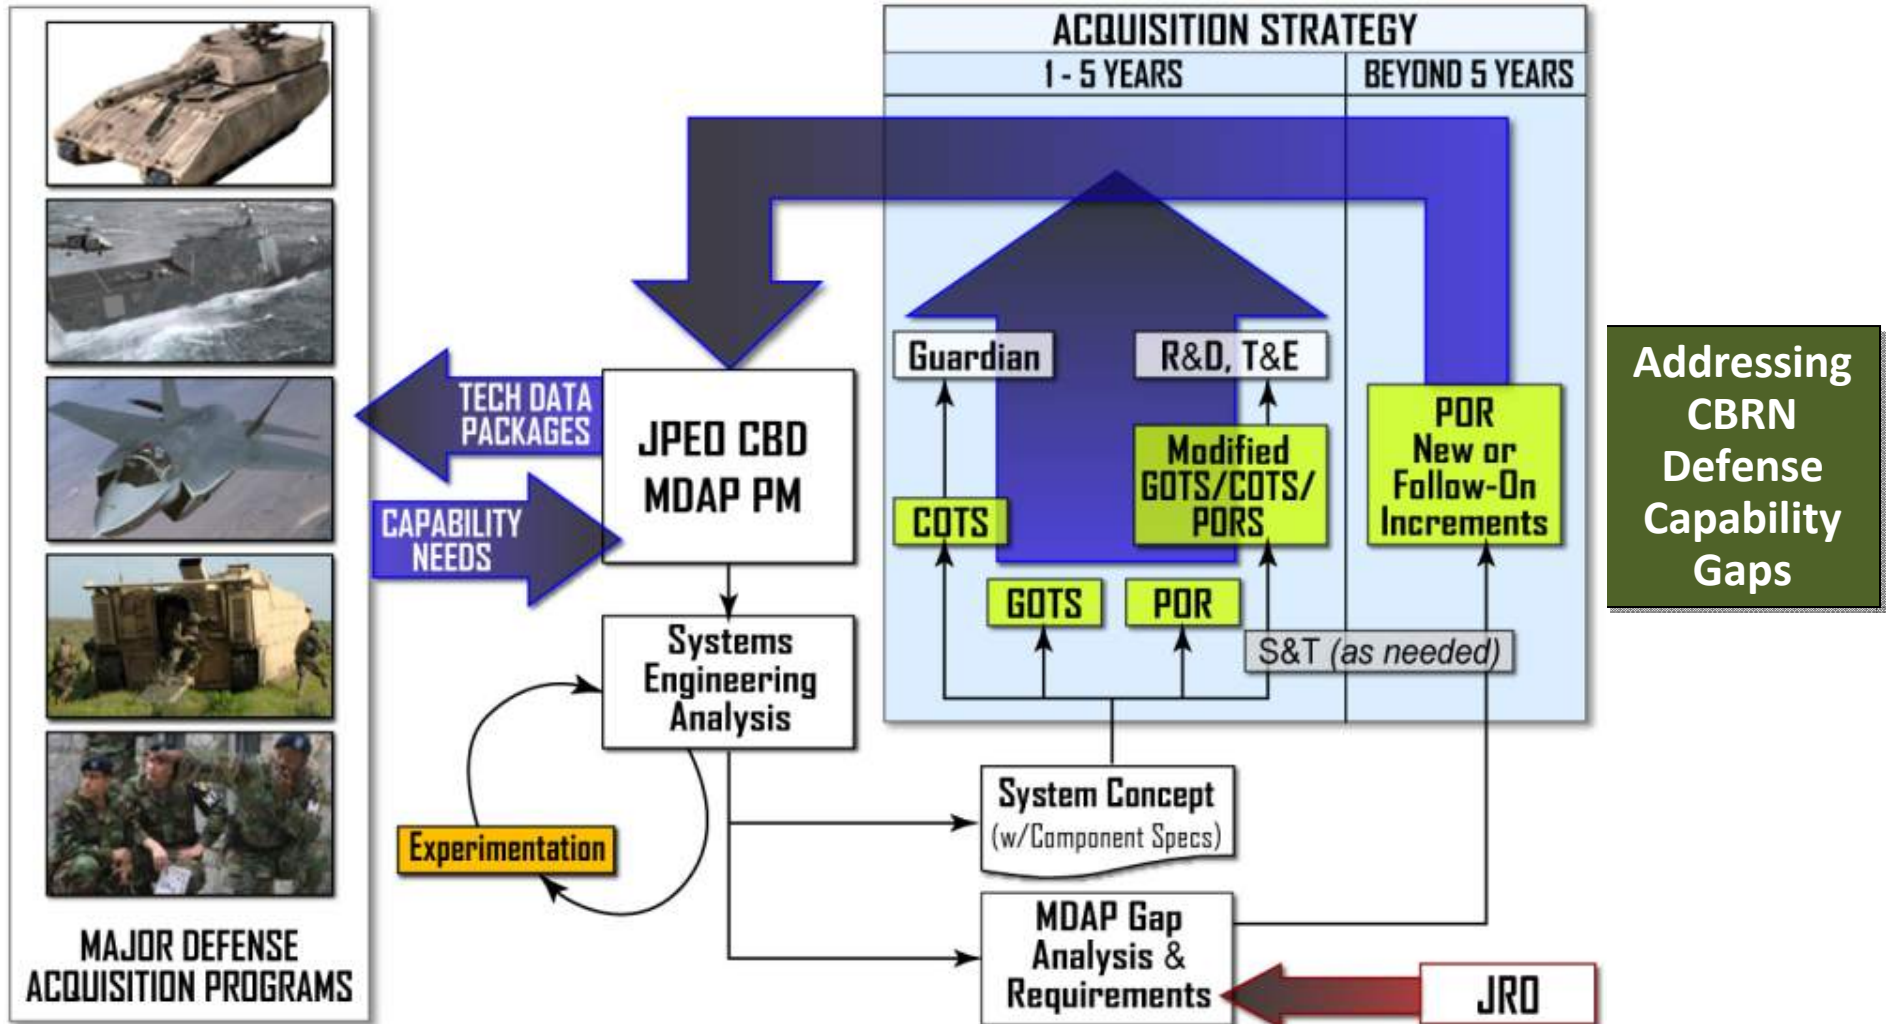 ACQUISITION STRATEGY
1 - 5 YEARS
BEYOND 5 YEARS
Guardian
R&D, T&E
TECH DATA
PACKAGES
JPEO CBD
MDAP PM
CAPABILITY
NEEDS
COTS
Modified
GOTS/COTS/
PORS
POR
New or
Follow-On
Increments
GOTS
POR
S&T (as needed)
Addressing
CBRN
Defense
Capability
Gaps
Systems
Engineering
Analysis
Experimentation
System Concept
(w/Component Specs)
MDAP Gap
Analysis &
Requirements
JRO
MAJOR DEFENSE
ACQUISITION PROGRAMS